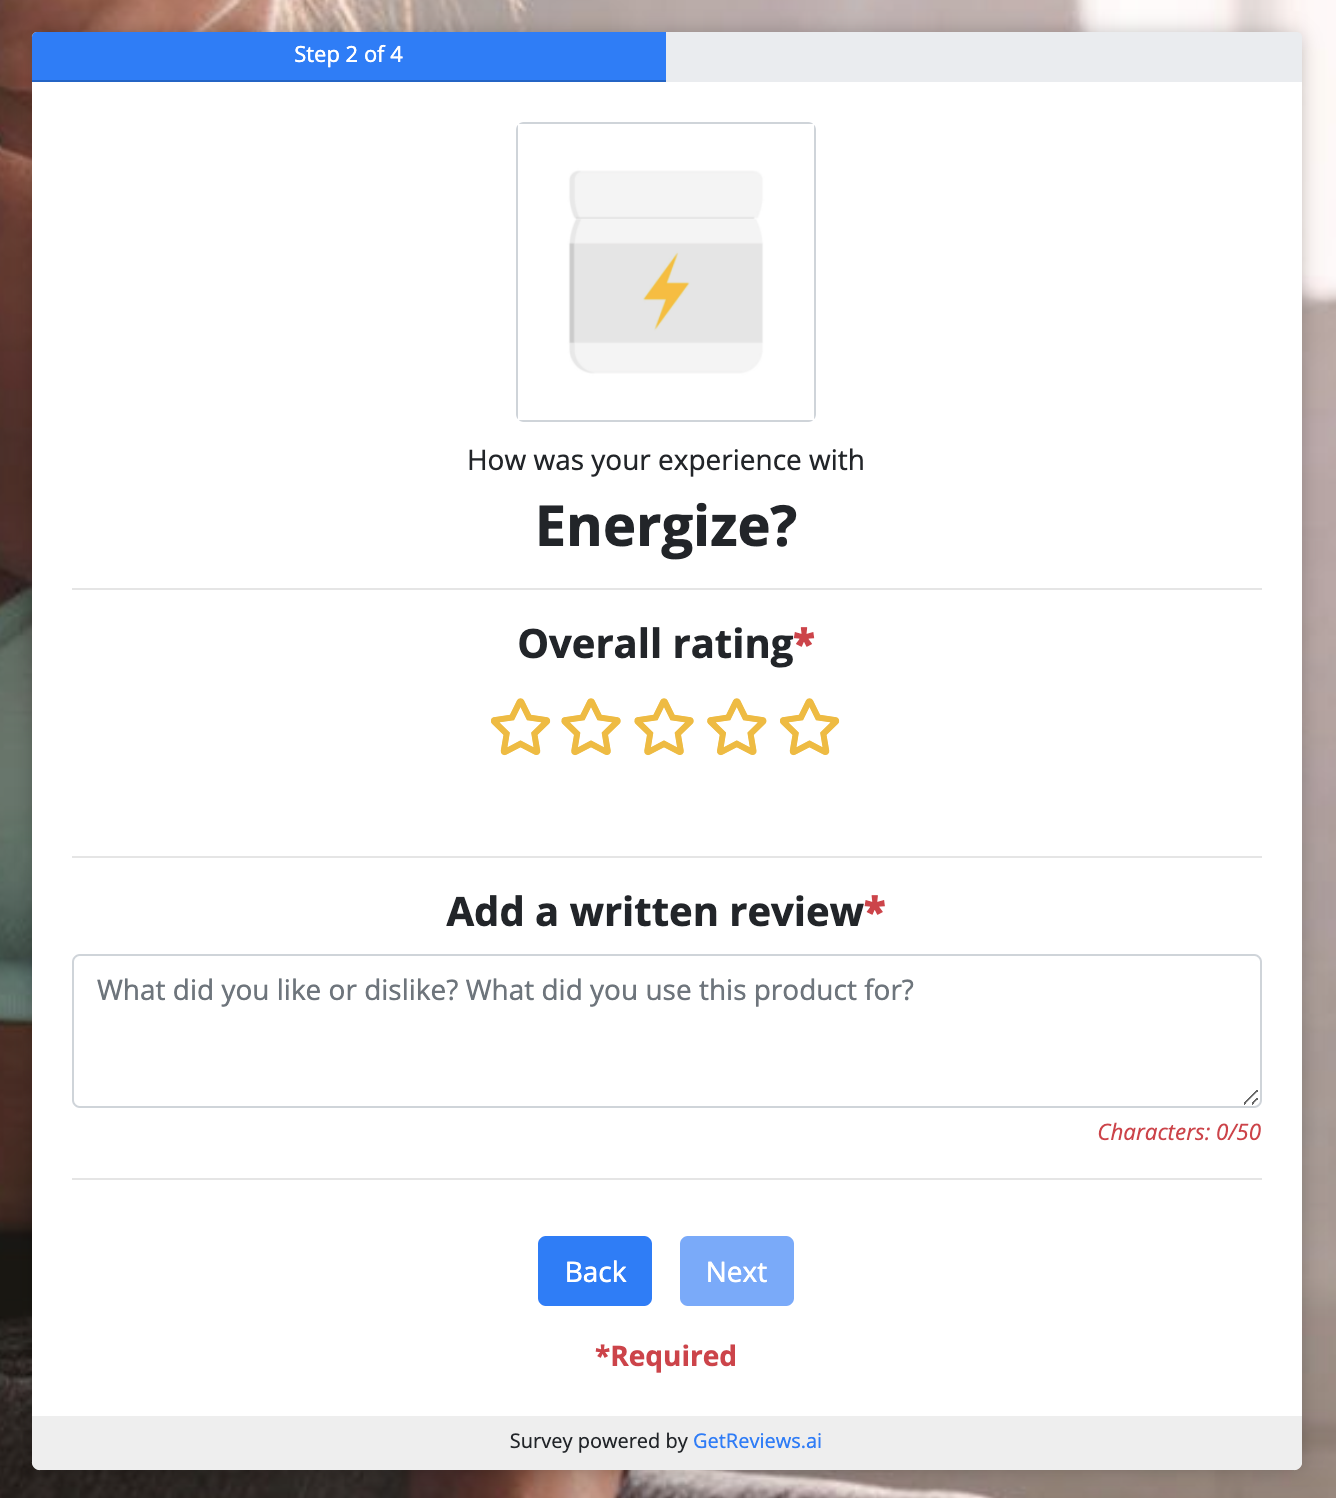 Step 2 of 4
How was your experience with
Energize?
Overall rating*
Add a written review*
What did you like or dislike? What did you use this product for?
Characters: 0/50
Back
Next
*Required
Survey powered by GetReviews.ai